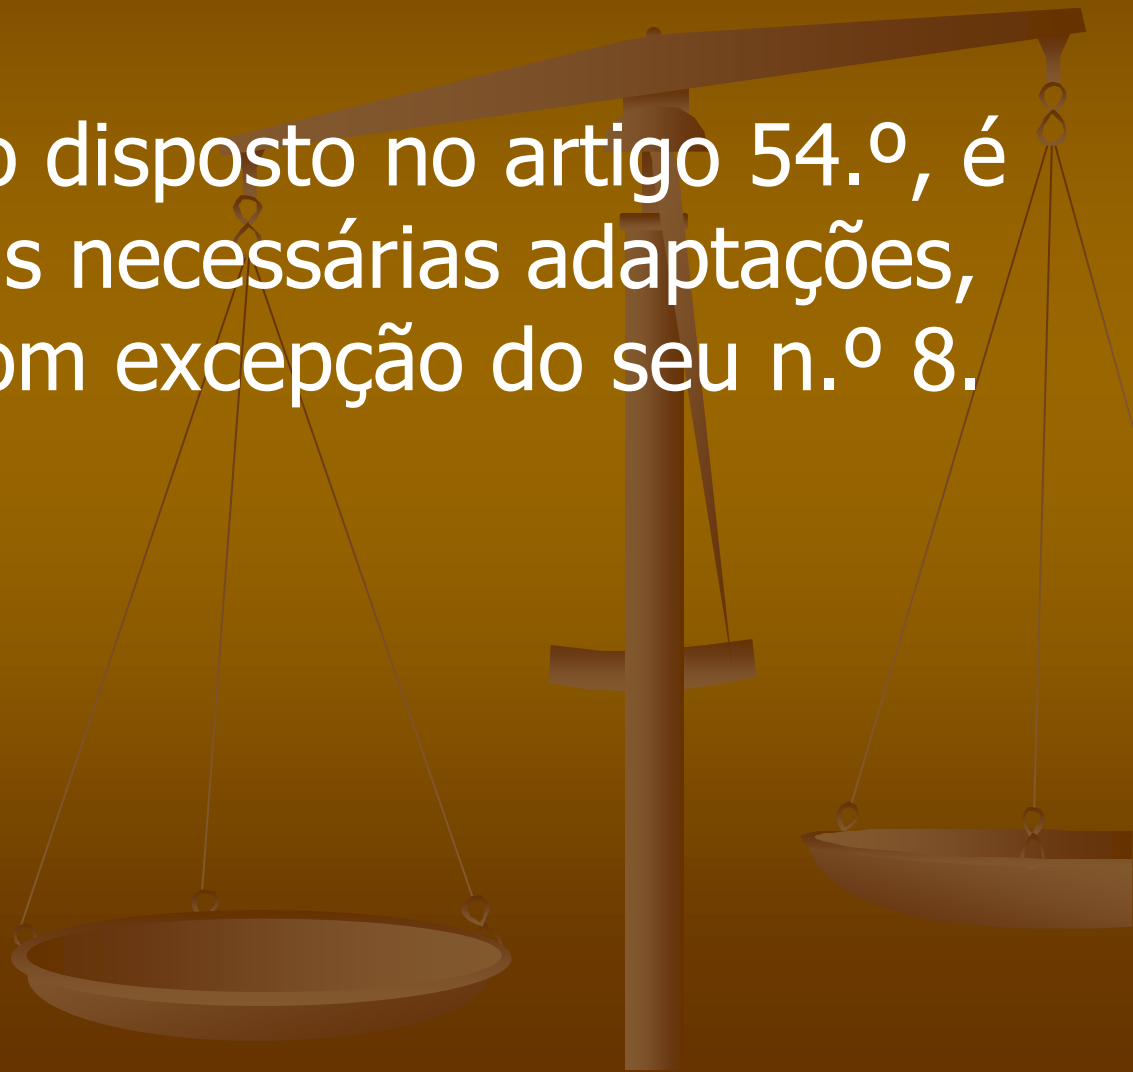 o disposto no artigo 54.º, é
s necessárias adaptações,
om excepção do seu n.º 8.